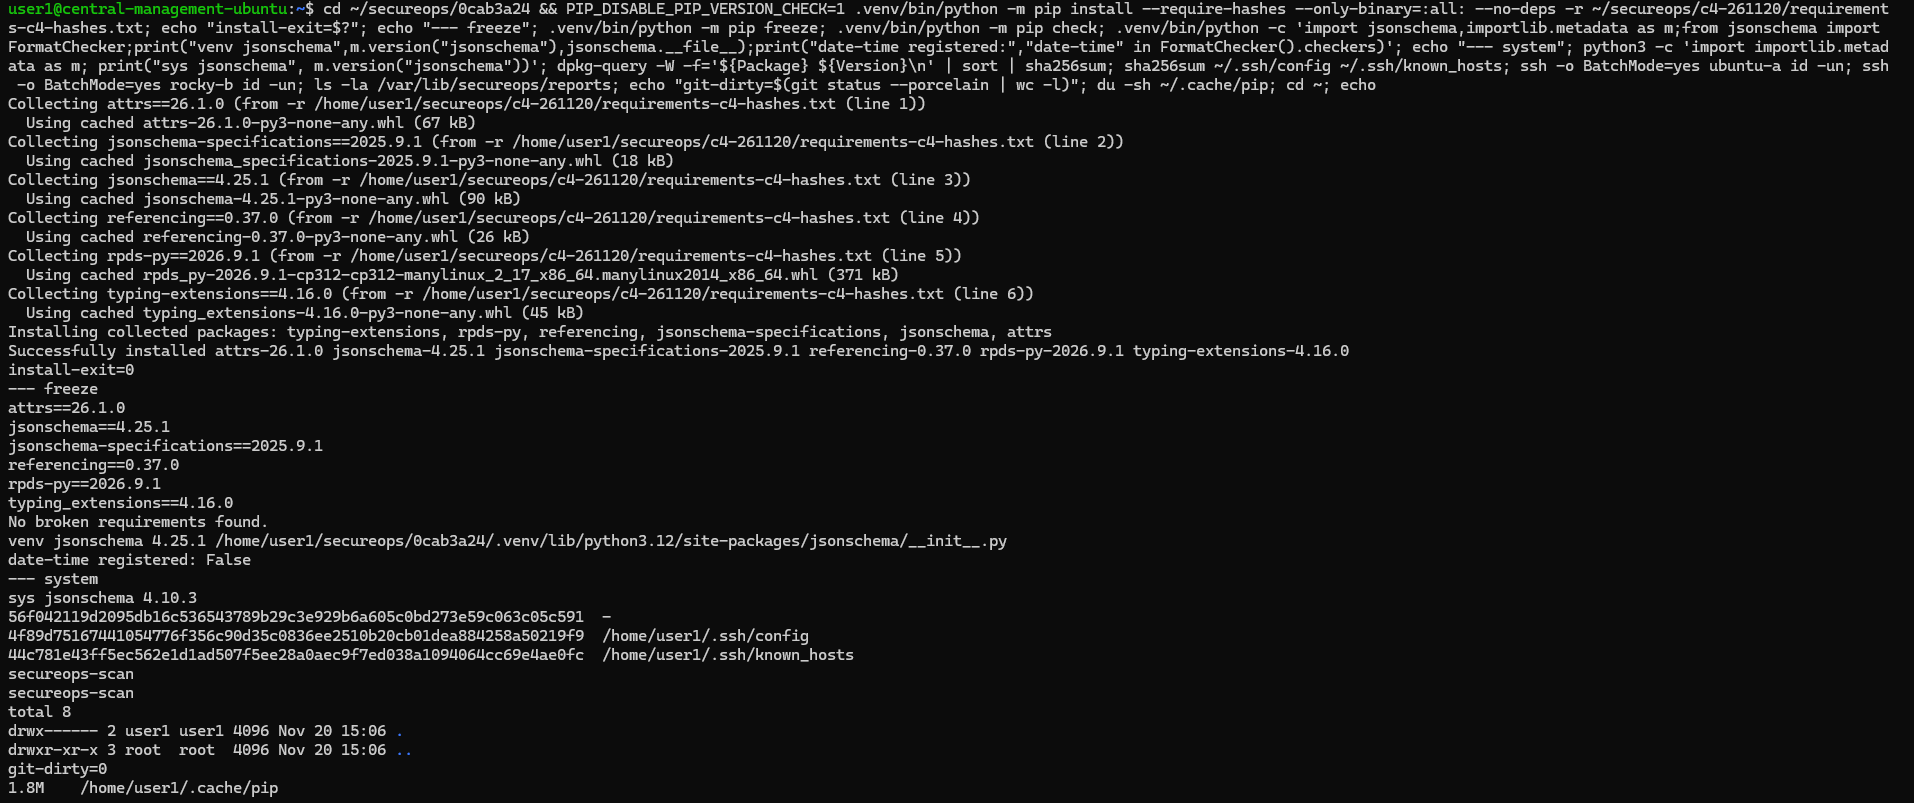 user1@central-management-ubuntu:~$ cd ~/secureops/0cab3a24 && PIP_DISABLE_PIP_VERSION_CHECK=1 .venv/bin/python -m pip install --require-hashes --only-binary=:all: --no-deps -r ~/secureops/c4-261120/requirement
s-c4-hashes.txt; echo "install-exit=$?"; echo "--- freeze"; .venv/bin/python -m pip freeze; .venv/bin/python -m pip check; .venv/bin/python -c 'import jsonschema,importlib.metadata as m;from jsonschema import
FormatChecker;print("venv jsonschema",m.version("jsonschema"),jsonschema.__file__);print("date-time registered:","date-time" in FormatChecker().checkers)'; echo "--- system"; python3 -c 'import importlib.metad
ata as m; print("sys jsonschema", m.version("jsonschema"))'; dpkg-query -W -f='${Package} ${Version}\n' | sort | sha256sum; sha256sum ~/.ssh/config ~/.ssh/known_hosts; ssh -o BatchMode=yes ubuntu-a id -un; ssh
-o BatchMode=yes rocky-b id -un; ls -la /var/lib/secureops/reports; echo "git-dirty=$(git status --porcelain | wc -l)"; du -sh ~/.cache/pip; cd ~; echo
Collecting attrs==26.1.0 (from -r /home/user1/secureops/c4-261120/requirements-c4-hashes.txt (line 1))
  Using cached attrs-26.1.0-py3-none-any.whl (67 kB)
Collecting jsonschema-specifications==2025.9.1 (from -r /home/user1/secureops/c4-261120/requirements-c4-hashes.txt (line 2))
  Using cached jsonschema_specifications-2025.9.1-py3-none-any.whl (18 kB)
Collecting jsonschema==4.25.1 (from -r /home/user1/secureops/c4-261120/requirements-c4-hashes.txt (line 3))
  Using cached jsonschema-4.25.1-py3-none-any.whl (90 kB)
Collecting referencing==0.37.0 (from -r /home/user1/secureops/c4-261120/requirements-c4-hashes.txt (line 4))
  Using cached referencing-0.37.0-py3-none-any.whl (26 kB)
Collecting rpds-py==2026.9.1 (from -r /home/user1/secureops/c4-261120/requirements-c4-hashes.txt (line 5))
  Using cached rpds_py-2026.9.1-cp312-cp312-manylinux_2_17_x86_64.manylinux2014_x86_64.whl (371 kB)
Collecting typing-extensions==4.16.0 (from -r /home/user1/secureops/c4-261120/requirements-c4-hashes.txt (line 6))
  Using cached typing_extensions-4.16.0-py3-none-any.whl (45 kB)
Installing collected packages: typing-extensions, rpds-py, referencing, jsonschema-specifications, jsonschema, attrs
Successfully installed attrs-26.1.0 jsonschema-4.25.1 jsonschema-specifications-2025.9.1 referencing-0.37.0 rpds-py-2026.9.1 typing-extensions-4.16.0
install-exit=0
--- freeze
attrs==26.1.0
jsonschema==4.25.1
jsonschema-specifications==2025.9.1
referencing==0.37.0
rpds-py==2026.9.1
typing_extensions==4.16.0
No broken requirements found.
venv jsonschema 4.25.1 /home/user1/secureops/0cab3a24/.venv/lib/python3.12/site-packages/jsonschema/__init__.py
date-time registered: False
--- system
sys jsonschema 4.10.3
56f042119d2095db16c536543789b29c3e929b6a605c0bd273e59c063c05c591  -
4f89d75167441054776f356c90d35c0836ee2510b20cb01dea884258a50219f9  /home/user1/.ssh/config
44c781e43ff5ec562e1d1ad507f5ee28a0aec9f7ed038a1094064cc69e4ae0fc  /home/user1/.ssh/known_hosts
secureops-scan
secureops-scan
total 8
drwx------ 2 user1 user1 4096 Nov 20 15:06 .
drwxr-xr-x 3 root  root  4096 Nov 20 15:06 ..
git-dirty=0
1.8M    /home/user1/.cache/pip